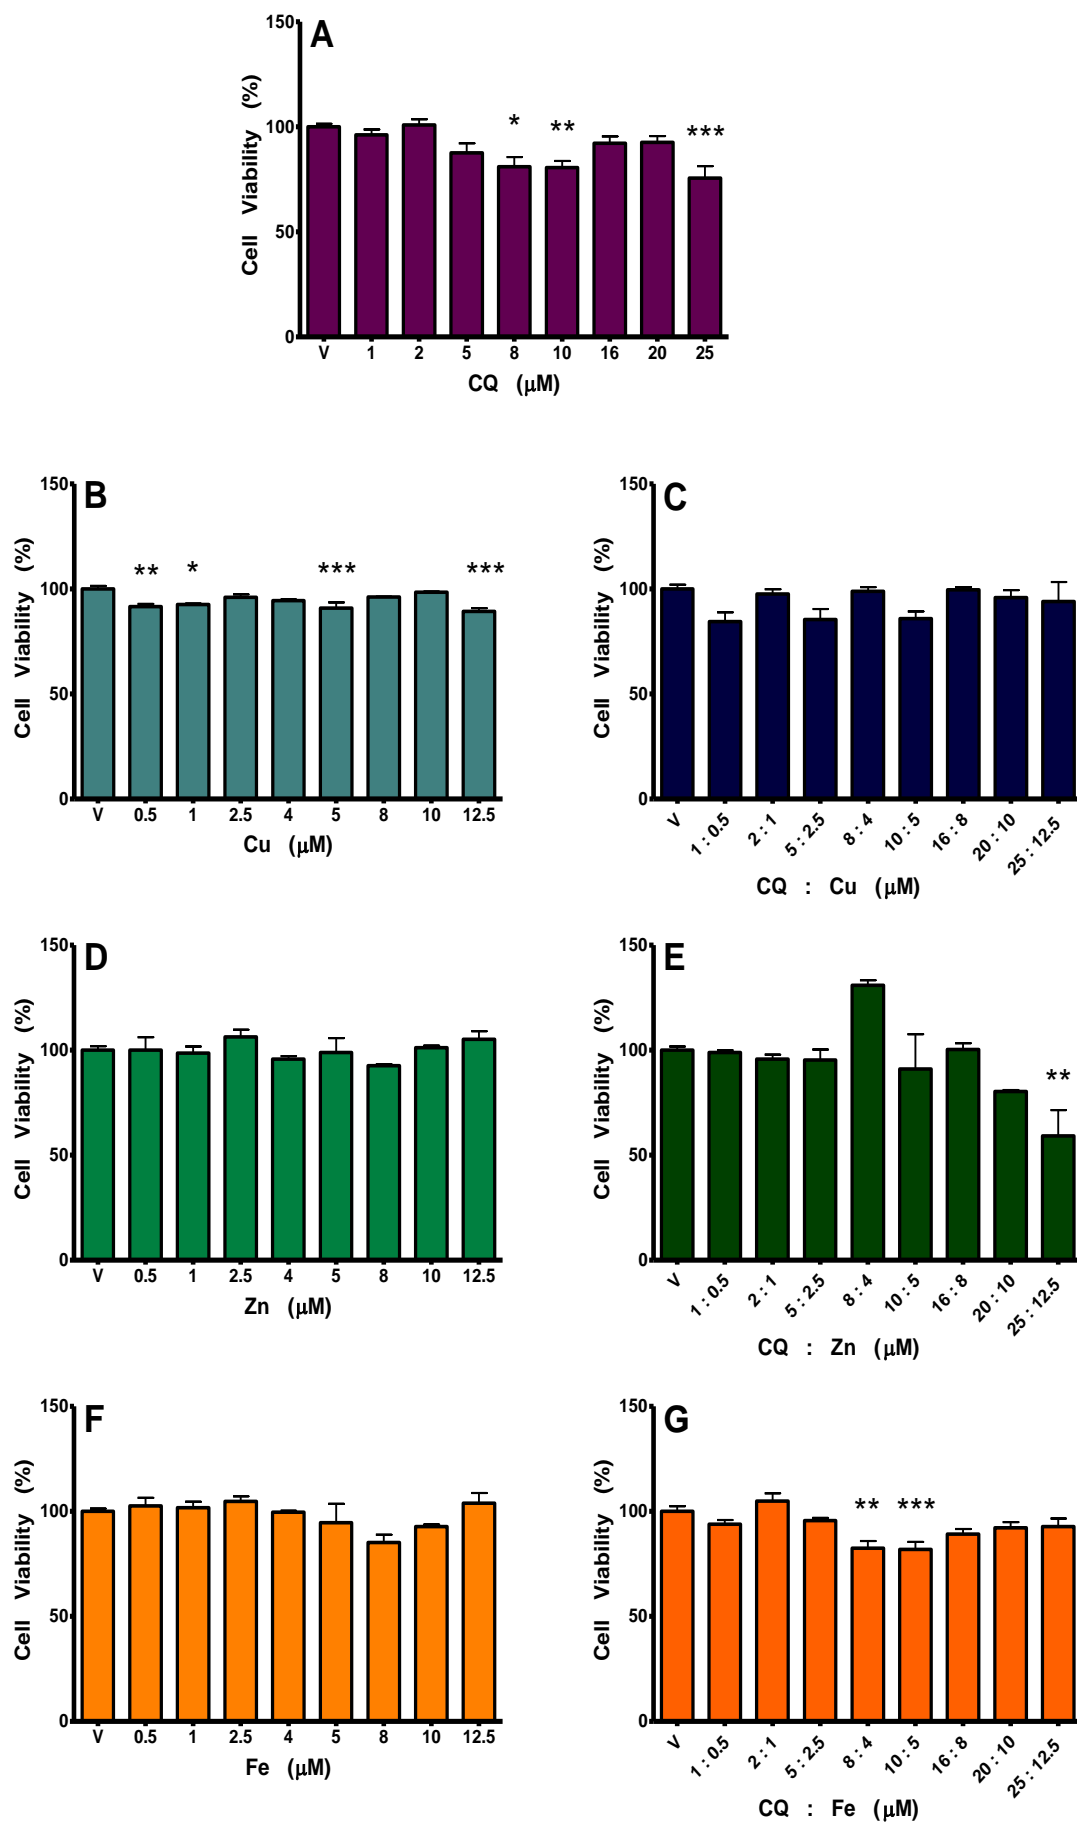 A
Cell Viability (%)
150
100
50
0
* ** ***
V 1 2 5 8 10 16 20 25
CQ (μM)
B
Cell Viability (%)
150
100
50
0
** * *** ***
V 0.5 1 2.5 4 5 8 10 12.5
Cu (μM)
C
Cell Viability (%)
150
100
50
0
V 1 : 0.5 2 : 1 5 : 2.5 8 : 4 10 : 5 16 : 8 20 : 10 25 : 12.5
CQ : Cu (μM)
D
Cell Viability (%)
150
100
50
0
V 0.5 1 2.5 4 5 8 10 12.5
Zn (μM)
E
Cell Viability (%)
150
100
50
0
**
V 1 : 0.5 2 : 1 5 : 2.5 8 : 4 10 : 5 16 : 8 20 : 10 25 : 12.5
CQ : Zn (μM)
F
Cell Viability (%)
150
100
50
0
V 0.5 1 2.5 4 5 8 10 12.5
Fe (μM)
G
Cell Viability (%)
150
100
50
0
** ***
V 1 : 0.5 2 : 1 5 : 2.5 8 : 4 10 : 5 16 : 8 20 : 10 25 : 12.5
CQ : Fe (μM)